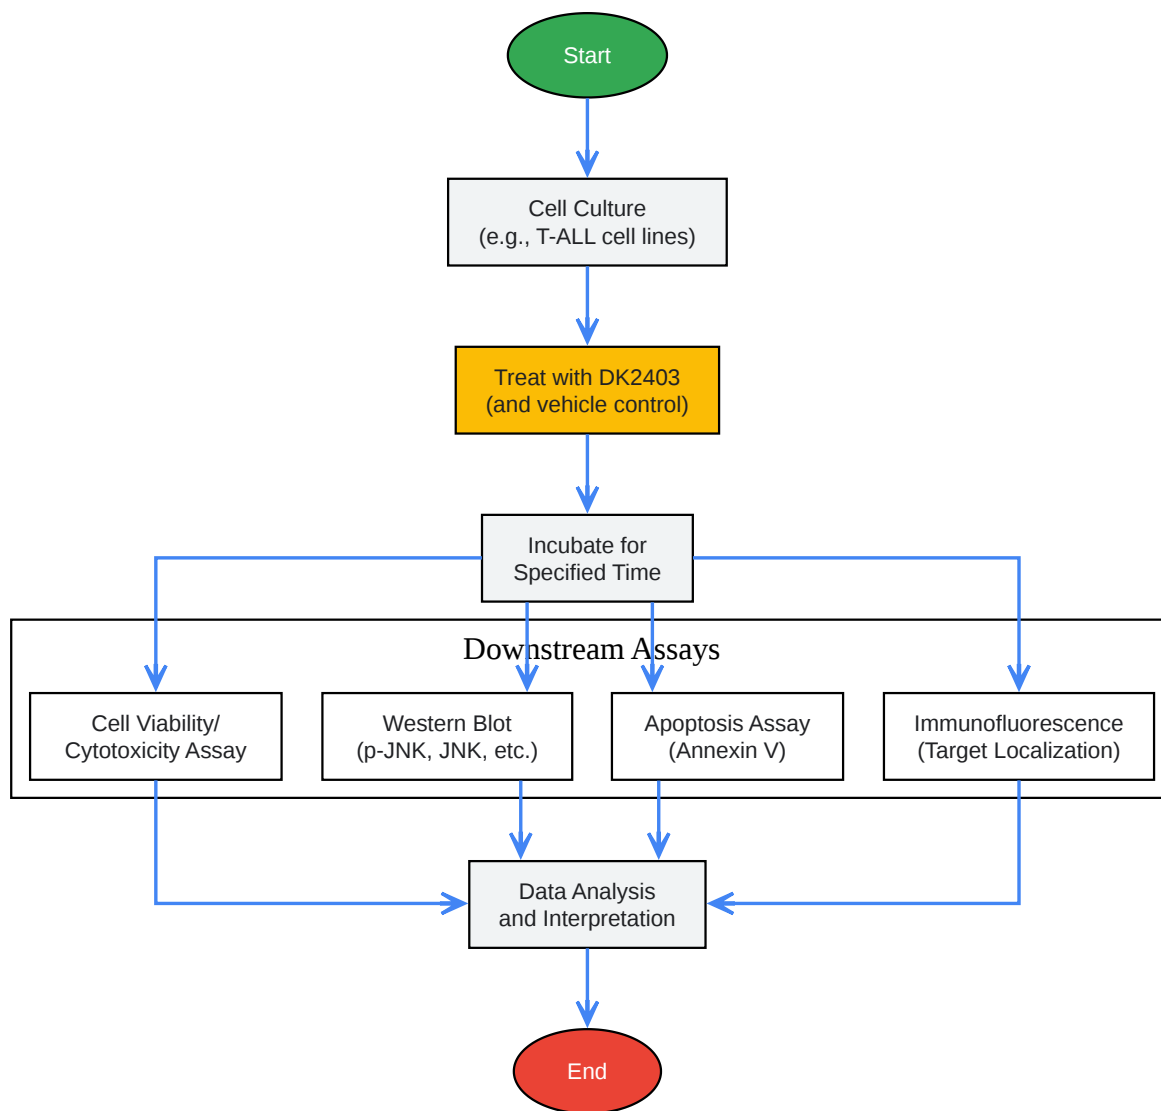 Start
Cell Culture
(e.g., T-ALL cell lines)
Treat with DK2403
(and vehicle control)
Incubate for
Specified Time
Downstream Assays
Cell Viability/
Cytotoxicity Assay
Western Blot
(p-JNK, JNK, etc.)
Apoptosis Assay
(Annexin V)
Immunofluorescence
(Target Localization)
Data Analysis
and Interpretation
End